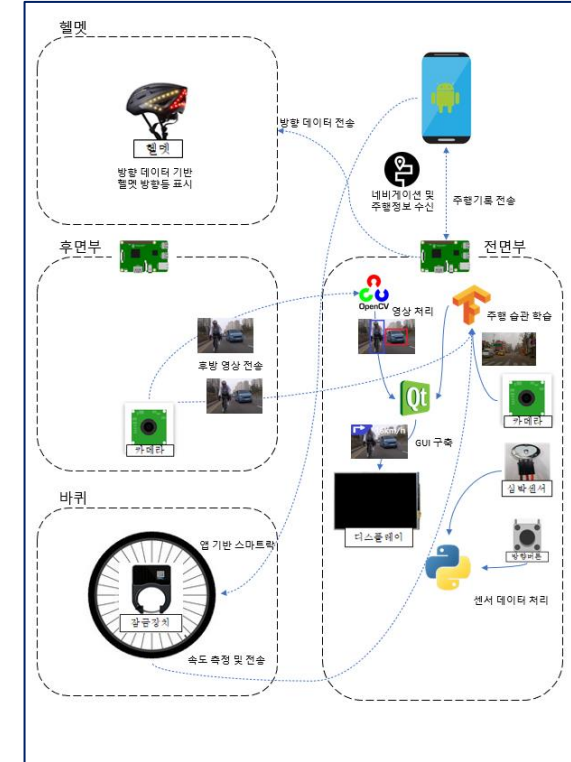 헬멧
헬멧
방향 데이터 기반
헬멧 방향등 표시
방향 데이터 전송
네비게이션 및
주행정보 수신
주행기록 전송
후면부
전면부
OpenCV
영상 처리
주행 습관 학습
후방 영상 전송
카메라
Qt
km/h
GUI 구축
카메라
심박센서
디스플레이
방향버튼
센서 데이터 처리
바퀴
앱 기반 스마트락
잠금장치
속도 측정 및 전송